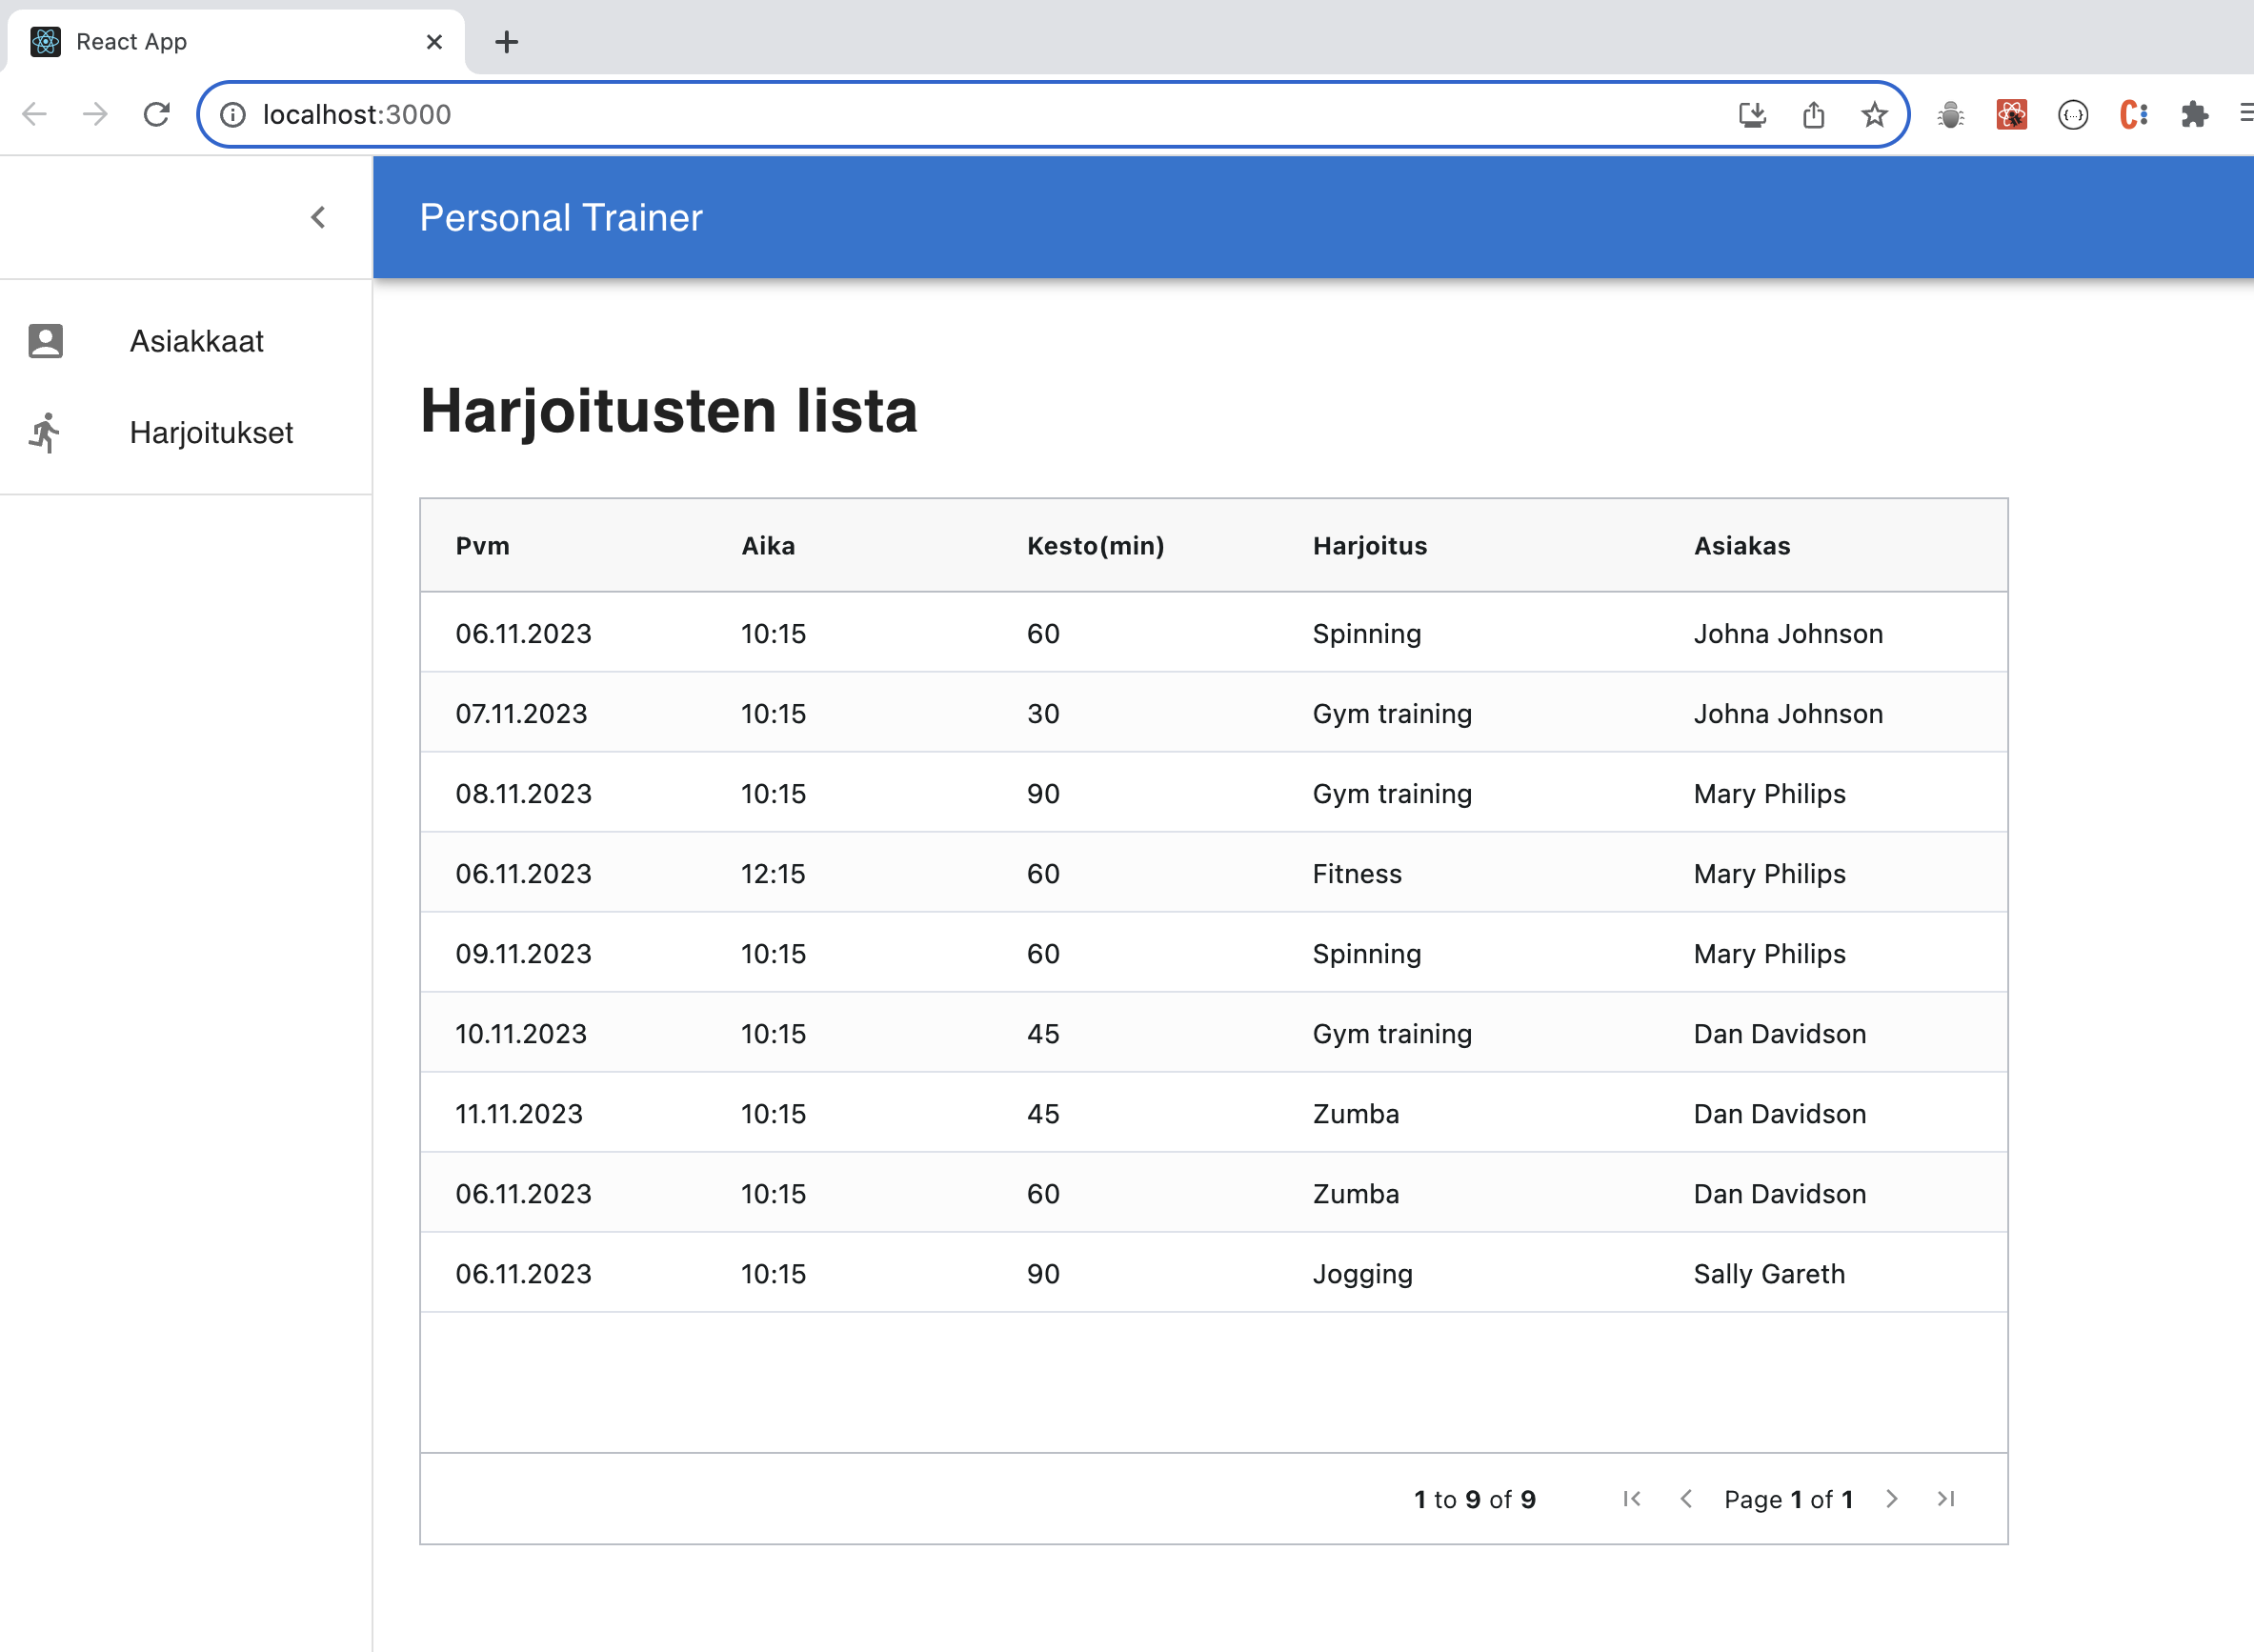 React App
localhost:3000
Personal Trainer
Asiakkaat
Harjoitukset
Harjoitusten lista
Pvm Aika Kesto(min) Harjoitus Asiakas
06.11.2023 10:15 60 Spinning Johna Johnson
07.11.2023 10:15 30 Gym training Johna Johnson
08.11.2023 10:15 90 Gym training Mary Philips
06.11.2023 12:15 60 Fitness Mary Philips
09.11.2023 10:15 60 Spinning Mary Philips
10.11.2023 10:15 45 Gym training Dan Davidson
11.11.2023 10:15 45 Zumba Dan Davidson
06.11.2023 10:15 60 Zumba Dan Davidson
06.11.2023 10:15 90 Jogging Sally Gareth
1 to 9 of 9 Page 1 of 1